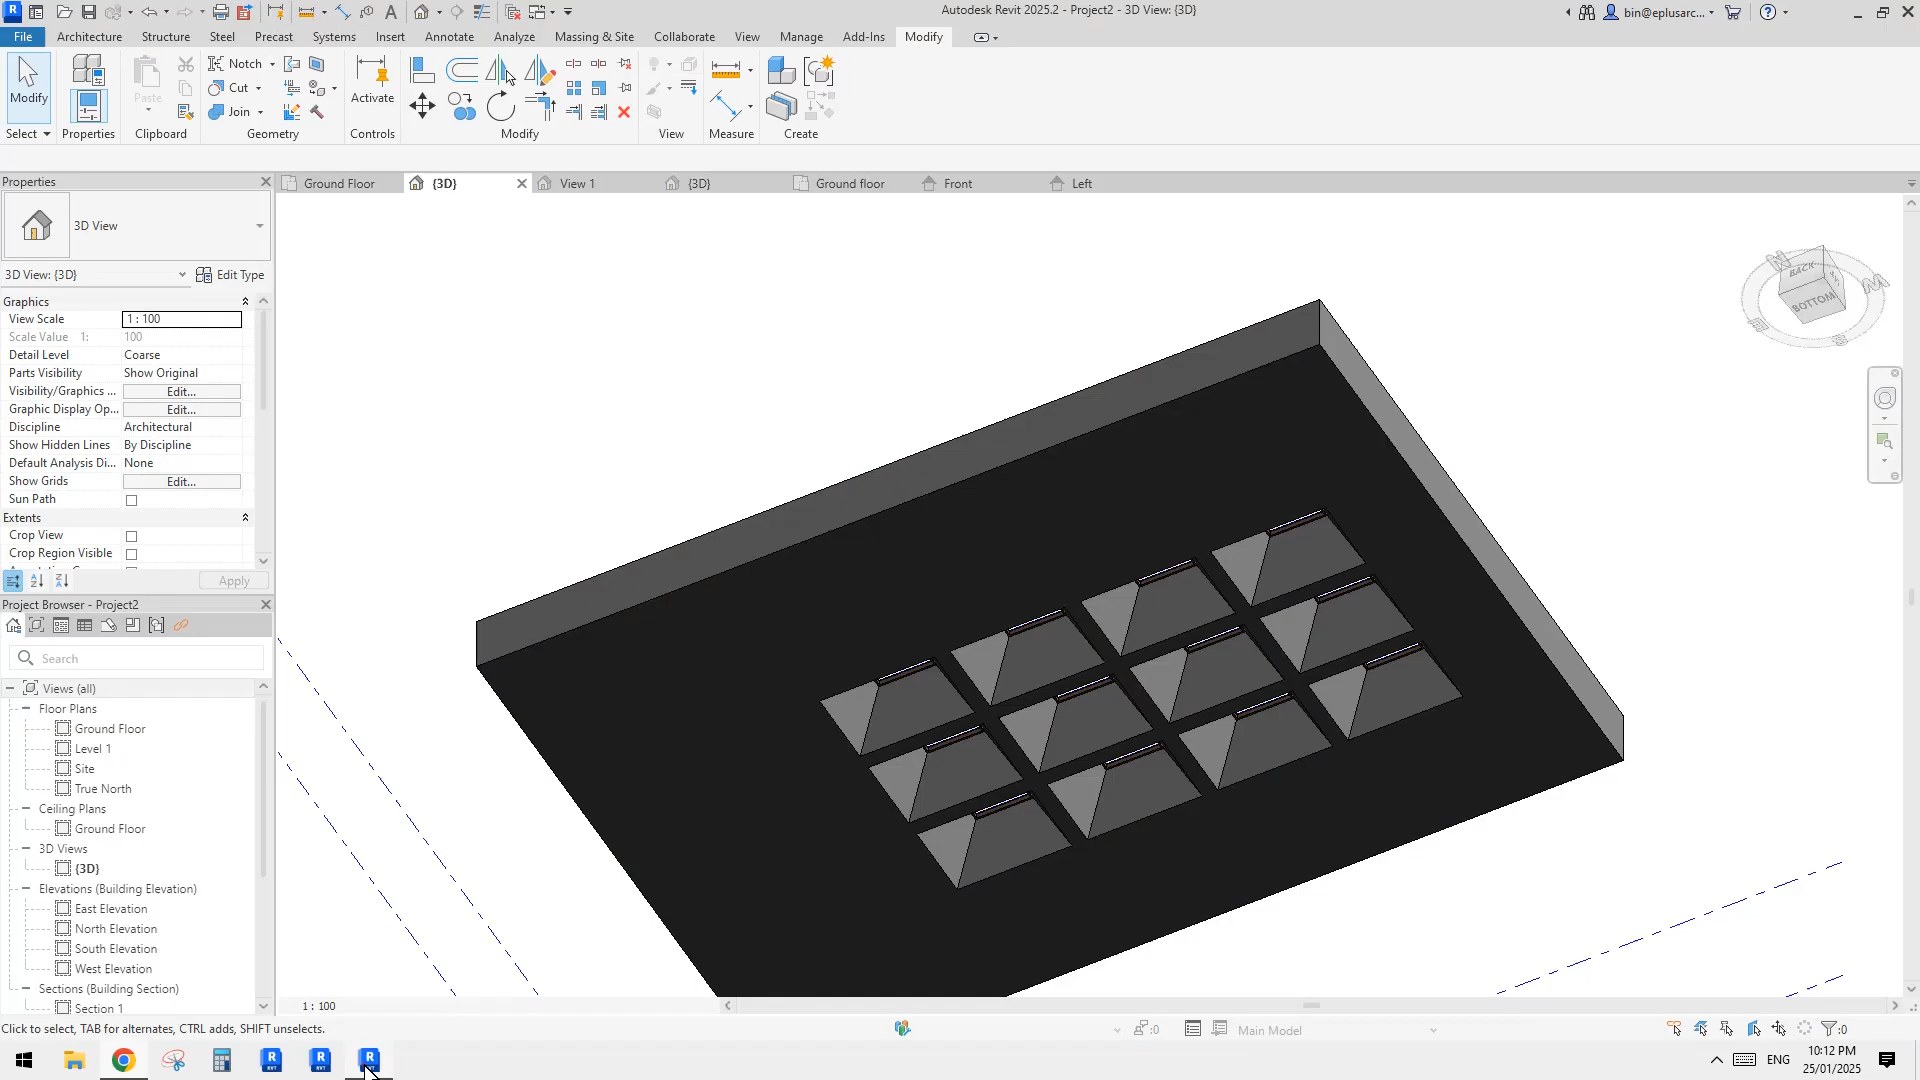 Autodesk Revit 2025.2 - Project2 - 3D View: {3D}
bin@eplusarc...
File
Architecture
Structure
Steel
Precast
Systems
Insert
Annotate
Analyze
Massing & Site
Collaborate
View
Manage
Add-Ins
Modify
Modify
Paste
Notch
Cut
Join
Activate
Select
Properties
Clipboard
Geometry
Controls
Modify
View
Measure
Create
Properties
Ground Floor
{3D}
View 1
{3D}
Ground floor
Front
Left
3D View
3D View: {3D}
Edit Type
Graphics
View Scale 1 : 100
Scale Value 1: 100
Detail Level Coarse
Parts Visibility Show Original
Visibility/Graphics ... Edit...
Graphic Display Op... Edit...
Discipline Architectural
Show Hidden Lines By Discipline
Default Analysis Di... None
Show Grids Edit...
Sun Path
Extents
Crop View
Crop Region Visible
Apply
BACK
BOTTOM
Project Browser - Project2
Search
Views (all)
Floor Plans
Ground Floor
Level 1
Site
True North
Ceiling Plans
Ground Floor
3D Views
{3D}
Elevations (Building Elevation)
East Elevation
North Elevation
South Elevation
West Elevation
Sections (Building Section)
Section 1
1 : 100
Click to select, TAB for alternates, CTRL adds, SHIFT unselects.
:0
Main Model
:0
ENG
10:12 PM
25/01/2025